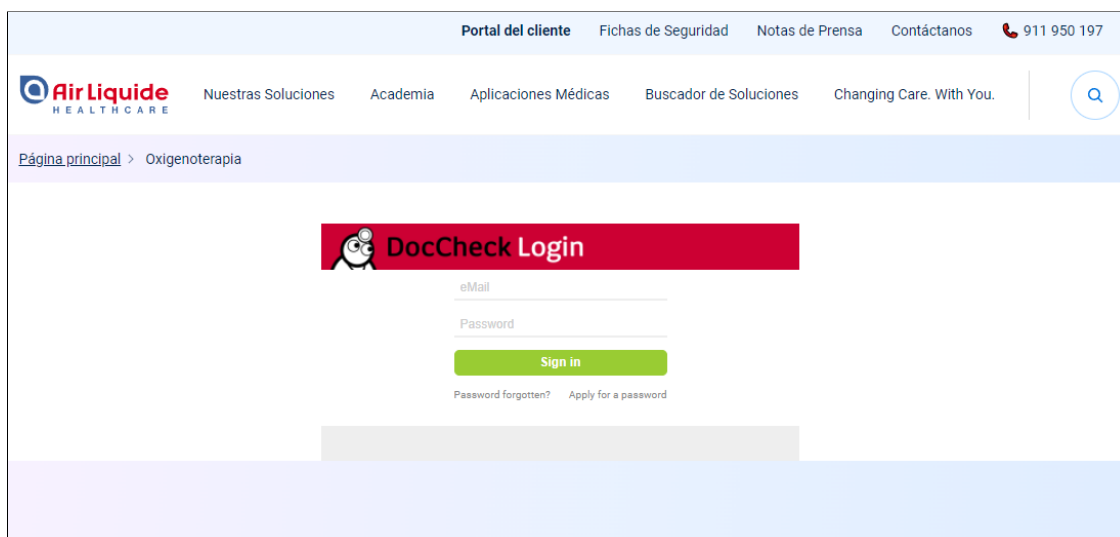 Portal del cliente Fichas de Seguridad Notas de Prensa Contáctanos 911 950 197
Air Liquide
HEALTHCARE
Nuestras Soluciones Academia Aplicaciones Médicas Buscador de Soluciones Changing Care. With You.
Página principal > Oxigenoterapia
DocCheck Login
eMail
Password
Sign in
Password forgotten? Apply for a password